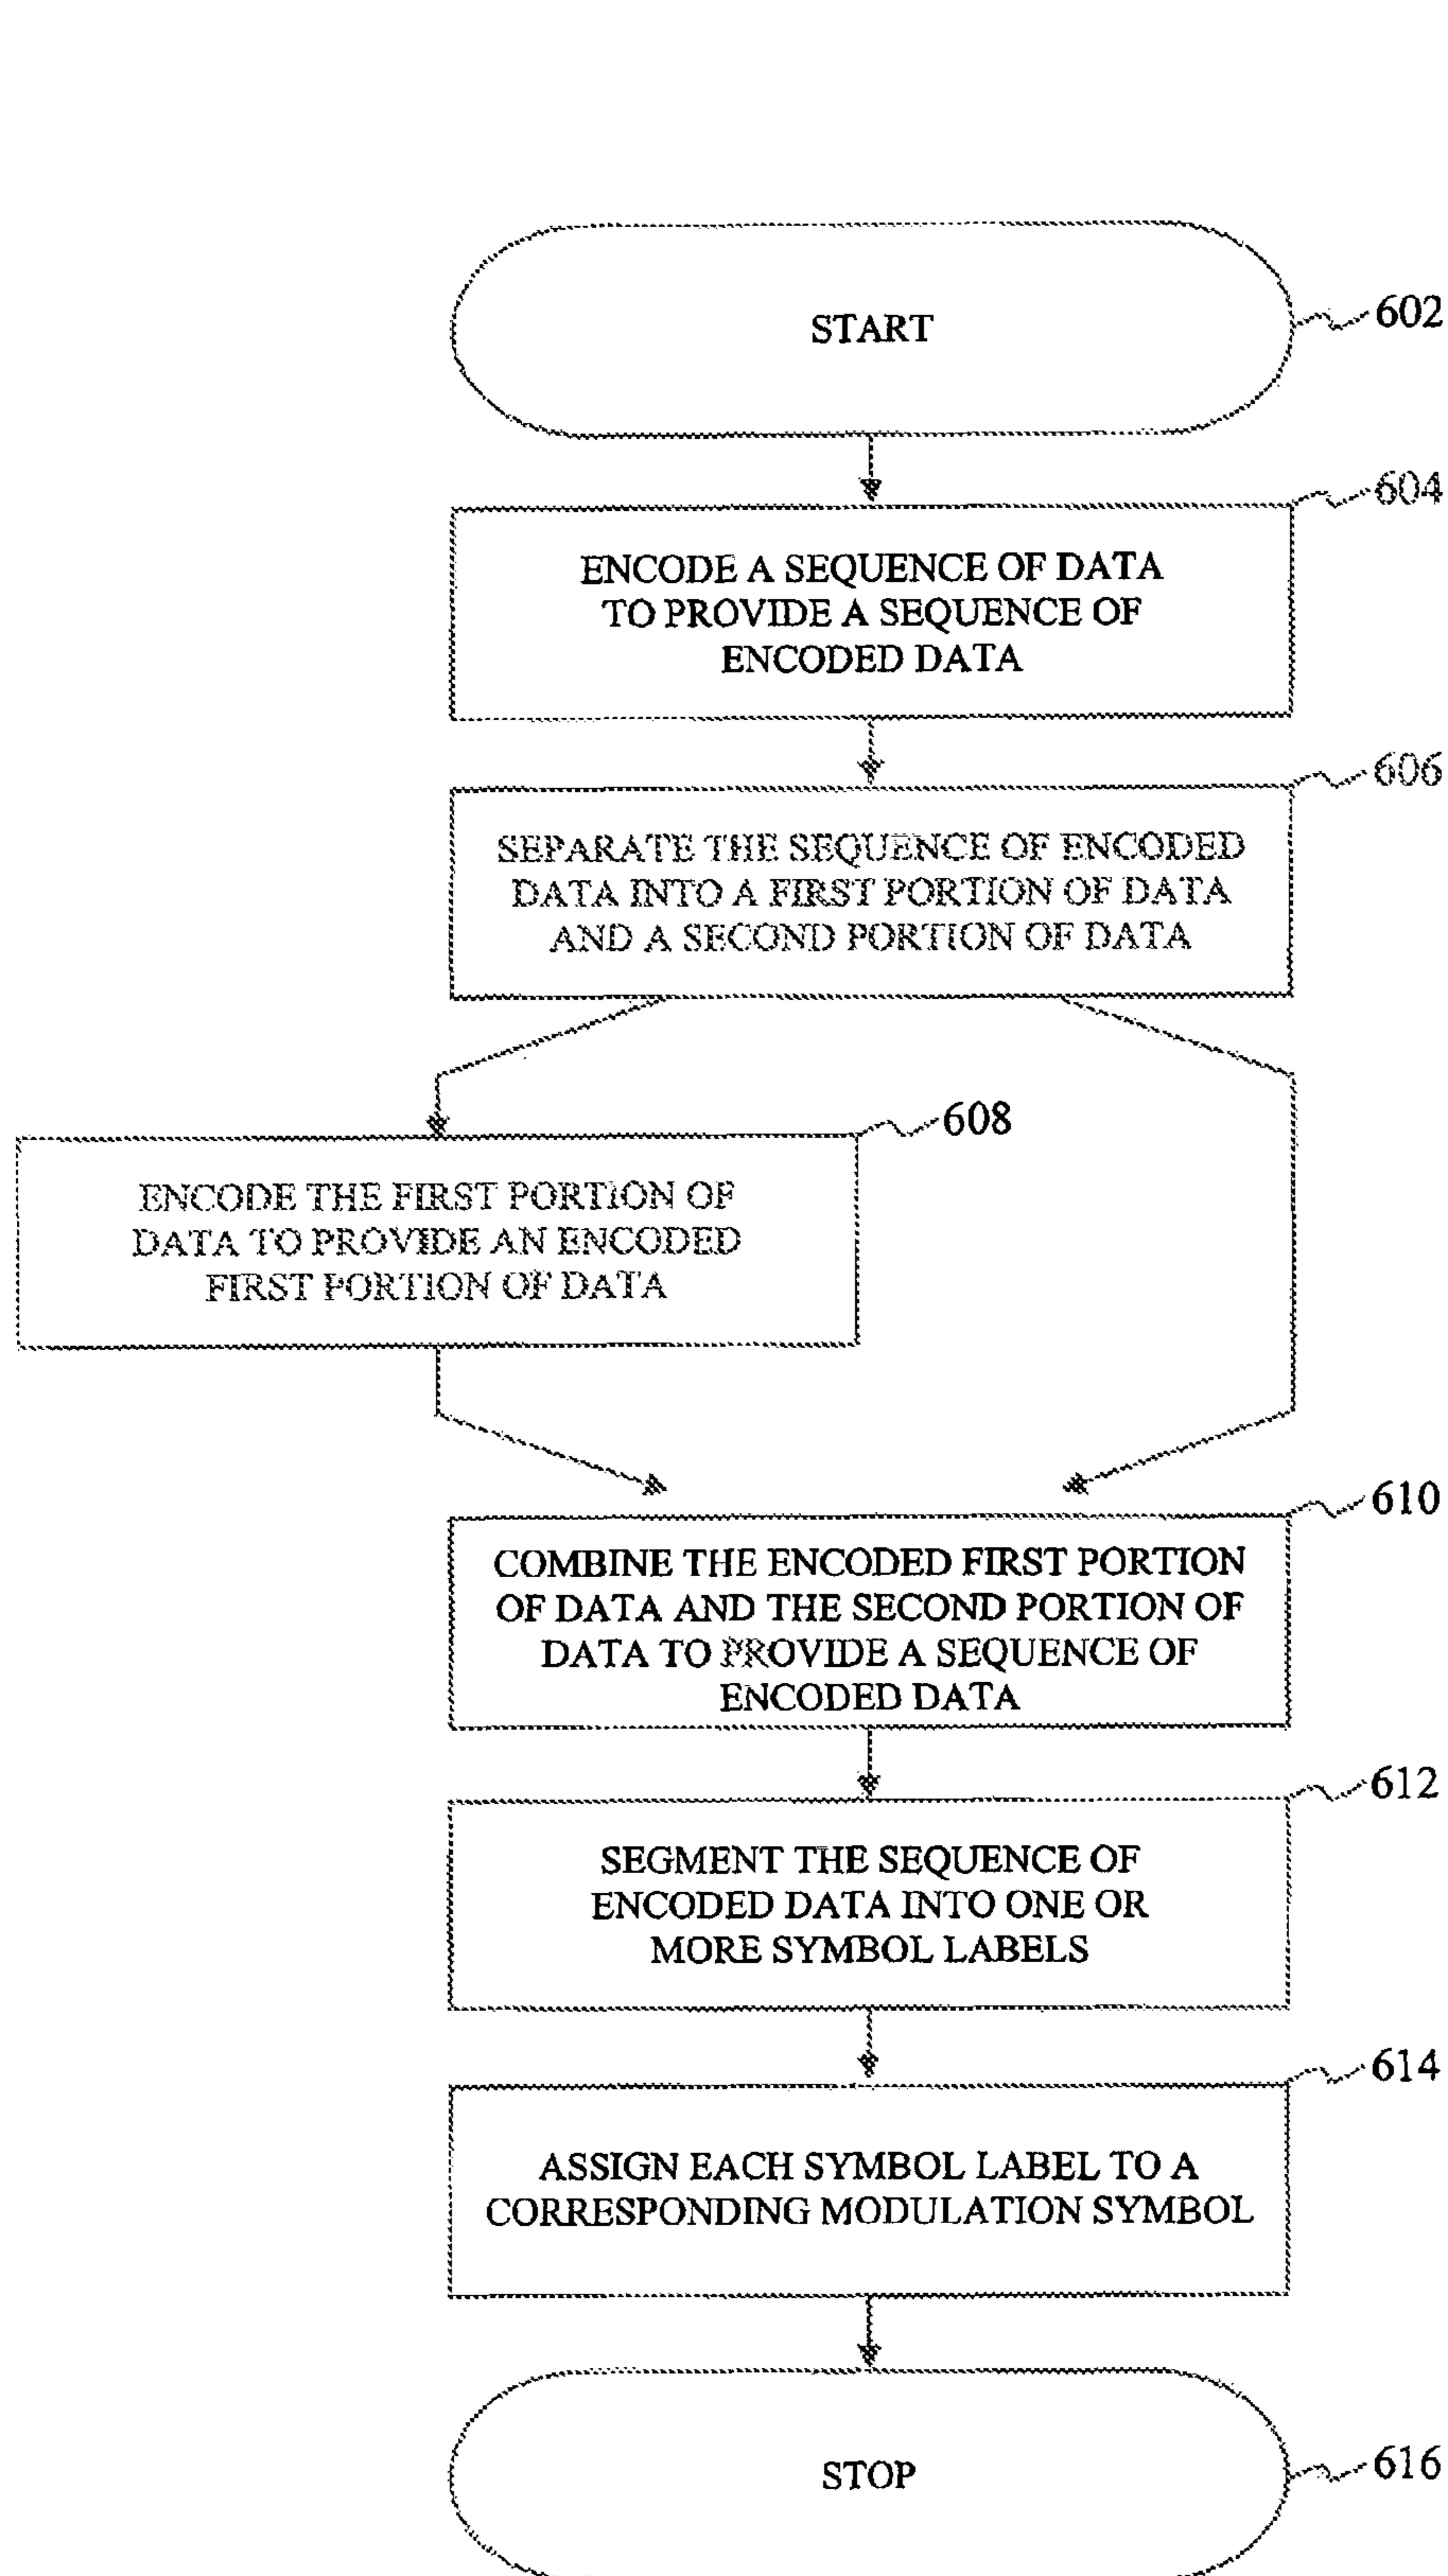 START
602
604
ENCODE A SEQUENCE OF DATA
TO PROVIDE A SEQUENCE OF
ENCODED DATA
606
SEPARATE THE SEQUENCE OF ENCODED
DATA INTO A FIRST PORTION OF DATA
AND A SECOND PORTION OF DATA
608
ENCODE THE FIRST PORTION OF
DATA TO PROVIDE AN ENCODED
FIRST PORTION OF DATA
610
COMBINE THE ENCODED FIRST PORTION
OF DATA AND THE SECOND PORTION OF
DATA TO PROVIDE A SEQUENCE OF
ENCODED DATA
612
SEGMENT THE SEQUENCE OF
ENCODED DATA INTO ONE OR
MORE SYMBOL LABELS
614
ASSIGN EACH SYMBOL LABEL TO A
CORRESPONDING MODULATION SYMBOL
STOP
616